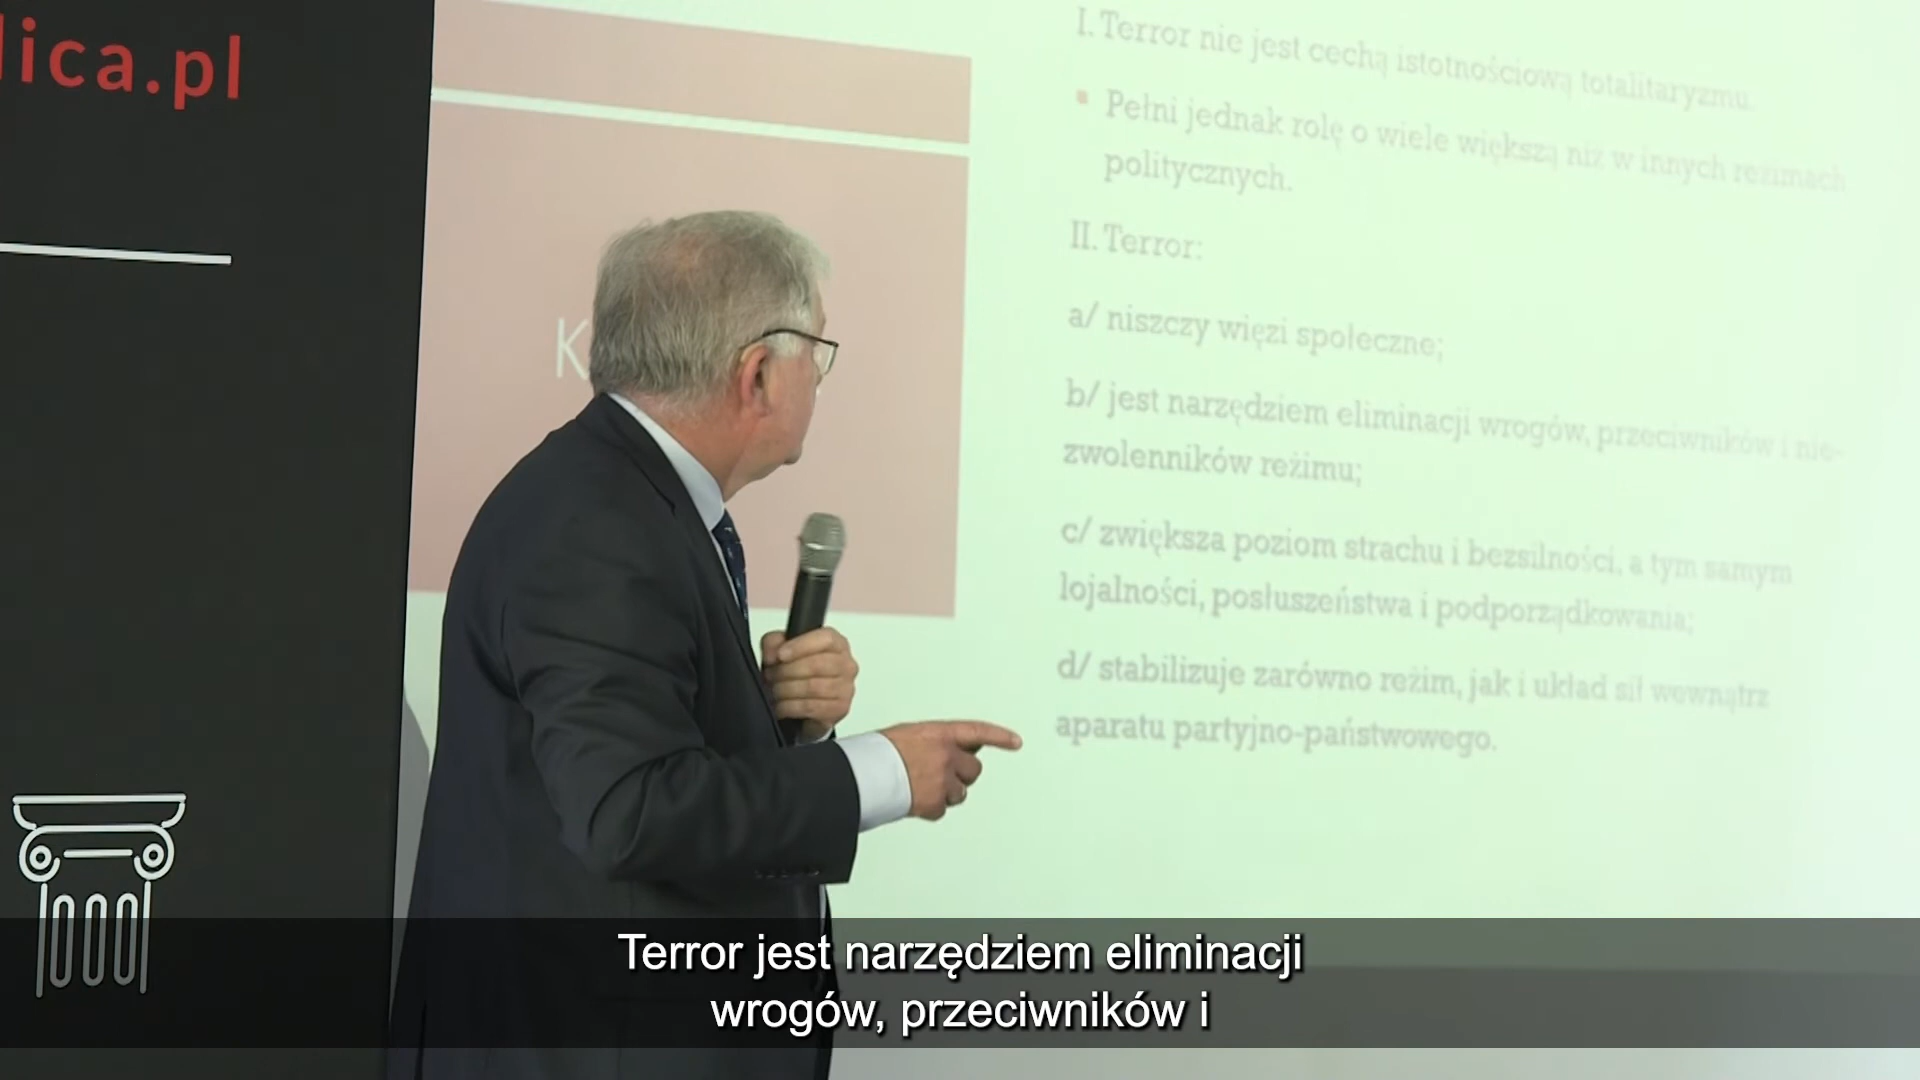 lica.pl
I. Terror nie jest cechą istotnościową totalitaryzmu.
▪ Pełni jednak rolę o wiele większą niż w innych reżimach
politycznych.
II. Terror:
a/ niszczy więzi społeczne;
b/ jest narzędziem eliminacji wrogów, przeciwników i nie-
zwolenników reżimu;
c/ zwiększa poziom strachu i bezsilności, a tym samym
lojalności, posłuszeństwa i podporządkowania;
d/ stabilizuje zarówno reżim, jak i układ sił wewnątrz
aparatu partyjno-państwowego.
K
Terror jest narzędziem eliminacji
wrogów, przeciwników i